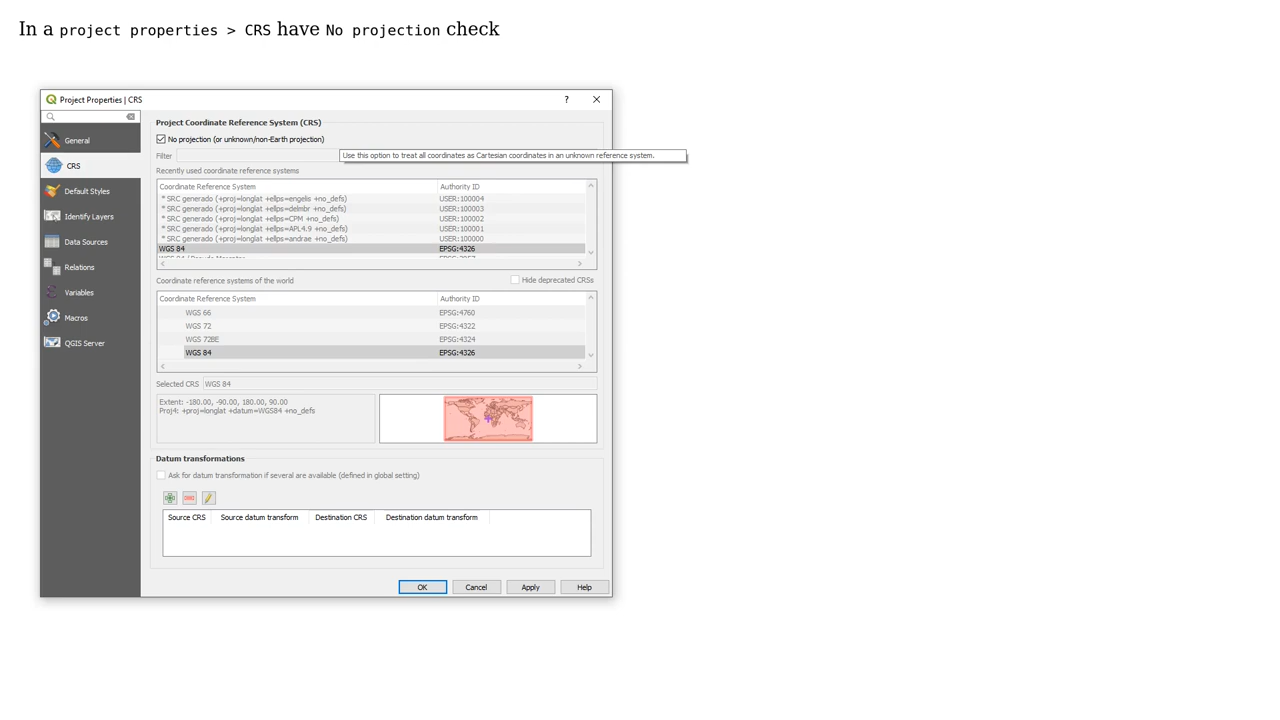 In a project properties > CRS have No projection check
Project Properties | CRS
?
General
CRS
Default Styles
Identify Layers
Data Sources
Relations
Variables
Macros
QGIS Server
Project Coordinate Reference System (CRS)
No projection (or unknown/non-Earth projection)
Filter
Use this option to treat all coordinates as Cartesian coordinates in an unknown reference system.
Recently used coordinate reference systems
Coordinate Reference System Authority ID
* SRC generado (+proj=longlat +ellps=engelis +no_defs) USER:100004
* SRC generado (+proj=longlat +ellps=delmbr +no_defs) USER:100003
* SRC generado (+proj=longlat +ellps=CPM +no_defs) USER:100002
* SRC generado (+proj=longlat +ellps=APL4.9 +no_defs) USER:100001
* SRC generado (+proj=longlat +ellps=andrae +no_defs) USER:100000
WGS 84 EPSG:4326
Coordinate reference systems of the world
Hide deprecated CRSs
Coordinate Reference System Authority ID
WGS 66 EPSG:4760
WGS 72 EPSG:4322
WGS 72BE EPSG:4324
WGS 84 EPSG:4326
Selected CRS WGS 84
Extent: -180.00, -90.00, 180.00, 90.00
Proj4: +proj=longlat +datum=WGS84 +no_defs
Datum transformations
Ask for datum transformation if several are available (defined in global setting)
Source CRS Source datum transform Destination CRS Destination datum transform
OK Cancel Apply Help